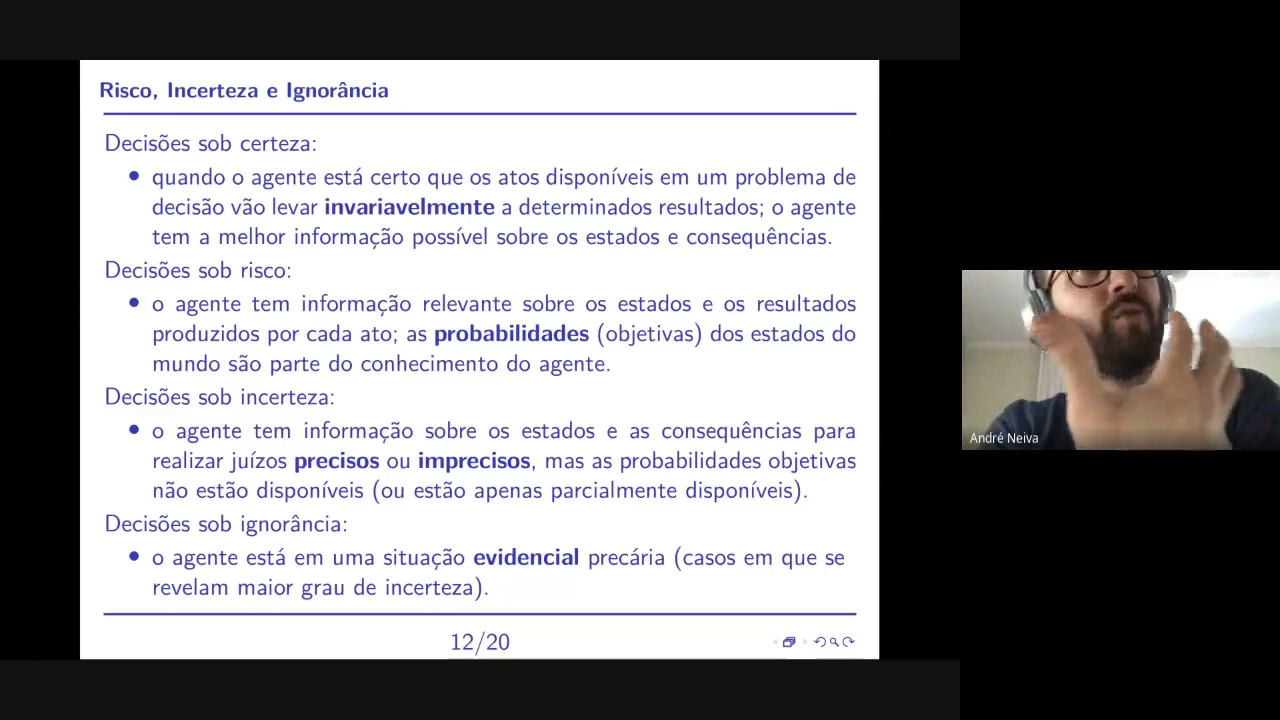 Risco, Incerteza e Ignorância
Decisões sob certeza:
• quando o agente está certo que os atos disponíveis em um problema de
decisão vão levar invariavelmente a determinados resultados; o agente
tem a melhor informação possível sobre os estados e consequências.
Decisões sob risco:
• o agente tem informação relevante sobre os estados e os resultados
produzidos por cada ato; as probabilidades (objetivas) dos estados do
mundo são parte do conhecimento do agente.
Decisões sob incerteza:
• o agente tem informação sobre os estados e as consequências para
realizar juízos precisos ou imprecisos, mas as probabilidades objetivas
não estão disponíveis (ou estão apenas parcialmente disponíveis).
Decisões sob ignorância:
• o agente está em uma situação evidencial precária (casos em que se
revelam maior grau de incerteza).
12/20
André Neiva